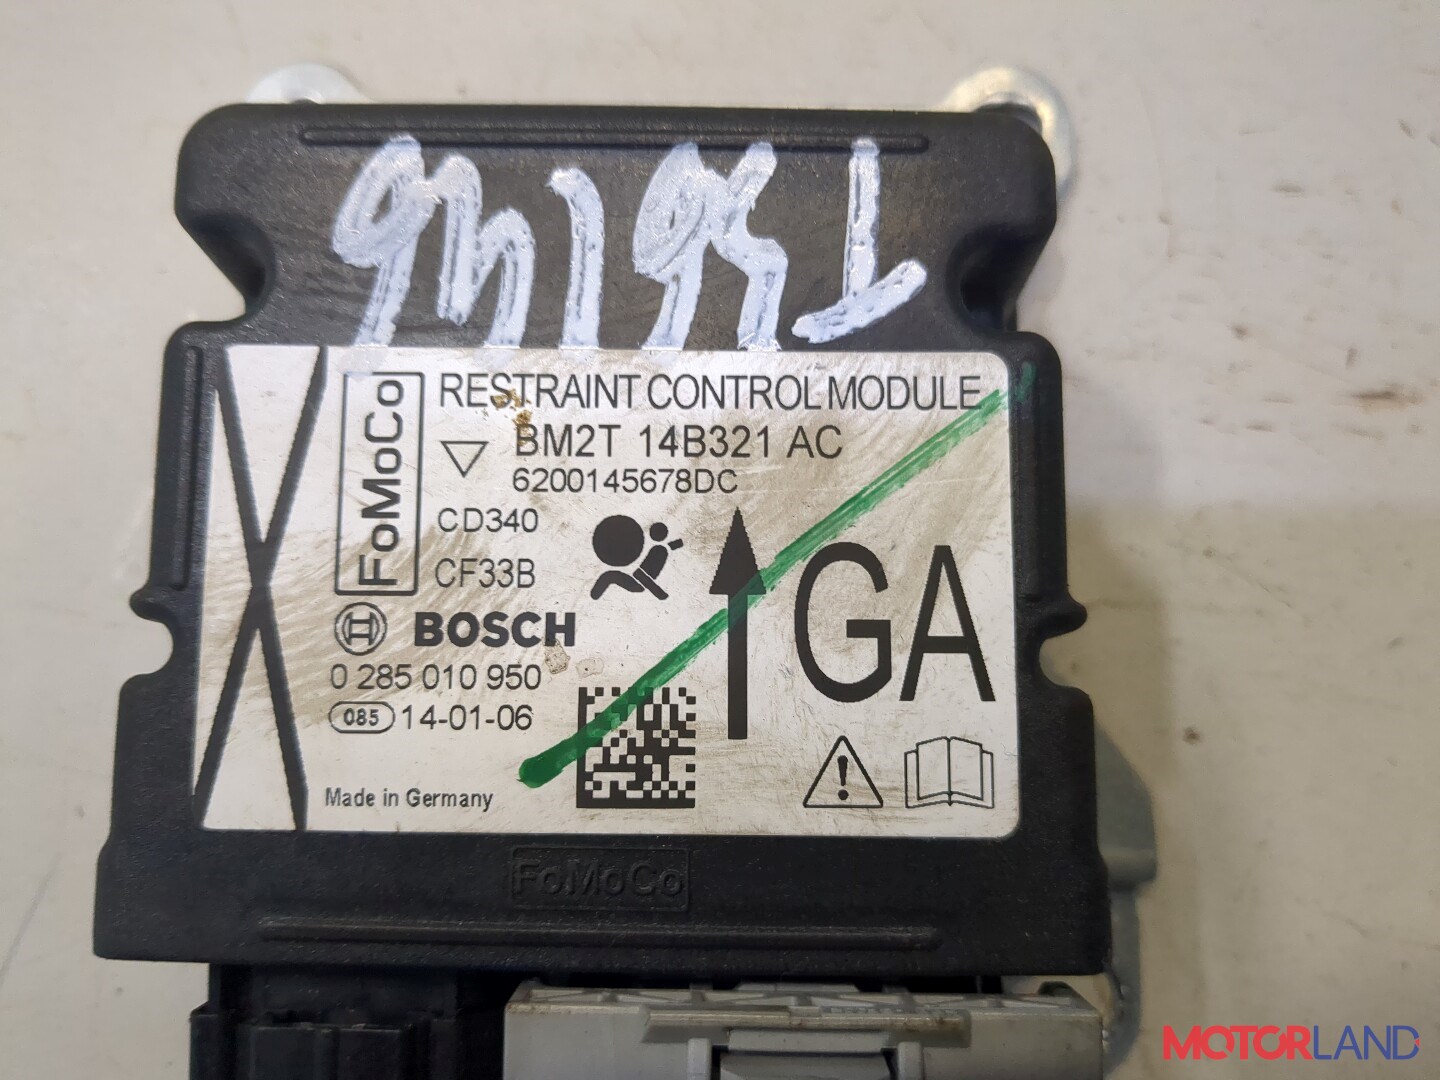 RESTRAINT CONTROL MODULE
FoMoCo
BM2T 14B321 AC
6200145678DC
CD340
CF33B
GA
BOSCH
0 285 010 950
085 14-01-06
Made in Germany
FoMoCo
MOTORLAND